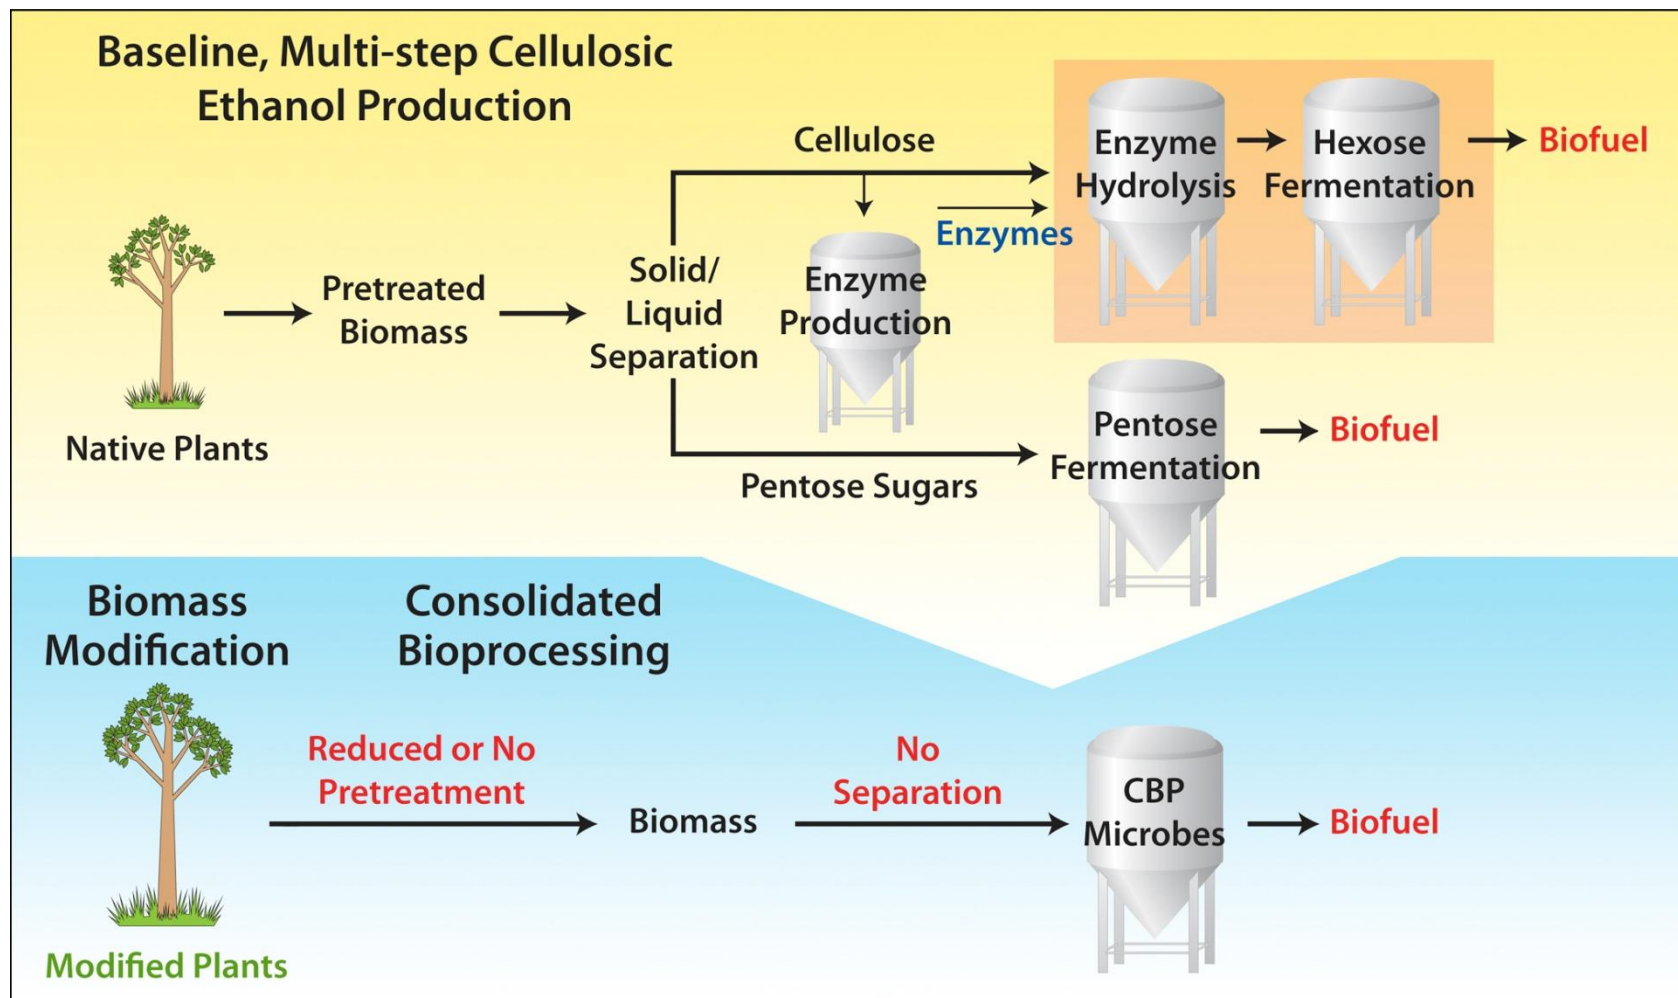 Baseline, Multi-step Cellulosic
Ethanol Production
Native Plants
Pretreated
Biomass
Solid/
Liquid
Separation
Cellulose
Enzyme
Production
Enzymes
Enzyme
Hydrolysis
Hexose
Fermentation
Biofuel
Pentose Sugars
Pentose
Fermentation
Biofuel
Biomass
Modification
Consolidated
Bioprocessing
Modified Plants
Reduced or No
Pretreatment
Biomass
No
Separation
CBP
Microbes
Biofuel